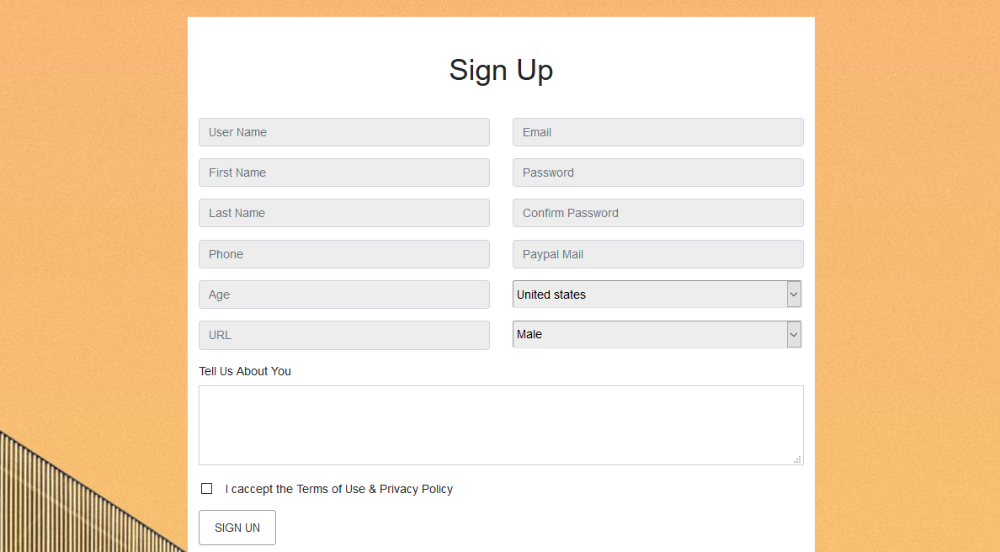 Sign Up
User Name
Email
First Name
Password
Last Name
Confirm Password
Phone
Paypal Mail
Age
United states
URL
Male
Tell Us About You
I caccept the Terms of Use & Privacy Policy
SIGN UN